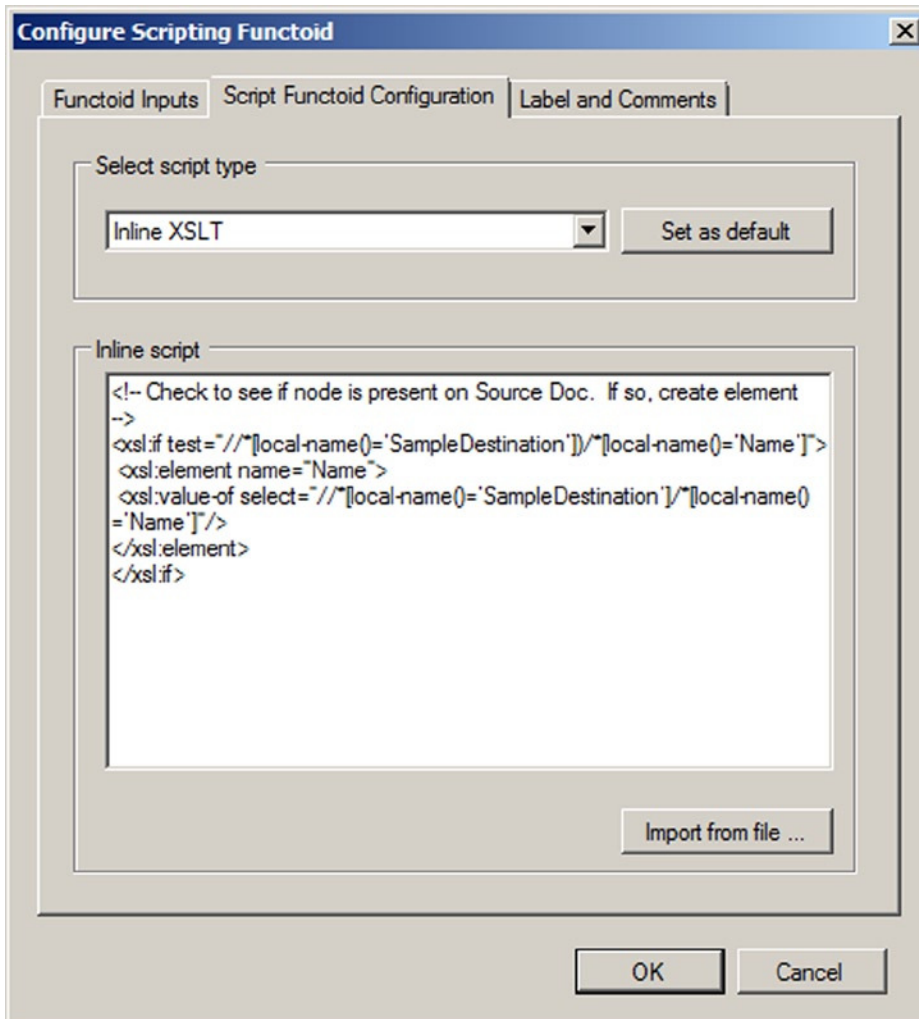 Configure Scripting Functoid
Functoid Inputs
Script Functoid Configuration
Label and Comments
Select script type
Inline XSLT
Set as default
Inline script
<!-- Check to see if node is present on Source Doc.  If so, create element
-->
<xsl:if test="//*[local-name()='SampleDestination'])/*[local-name()='Name']">
 <xsl:element name="Name">
 <xsl:value-of select="//*[local-name()='SampleDestination']/*[local-name()
='Name']"/>
</xsl:element>
</xsl:if>
Import from file ...
OK
Cancel